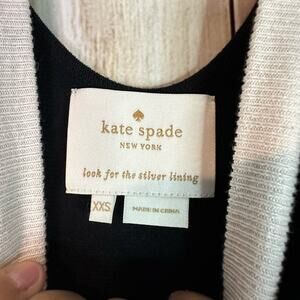 kate spade
NEW YORK
look for the silver lining
XXS
MADE IN CHINA